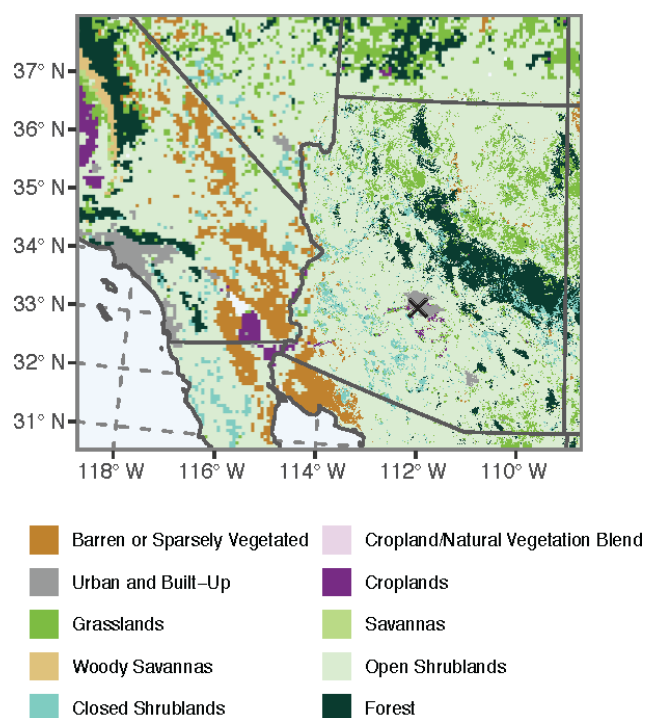 37° N
36° N
35° N
34° N
33° N
32° N
31° N
118° W 116° W 114° W 112° W 110° W
Barren or Sparsely Vegetated Cropland/Natural Vegetation Blend
Urban and Built-Up Croplands
Grasslands Savannas
Woody Savannas Open Shrublands
Closed Shrublands Forest